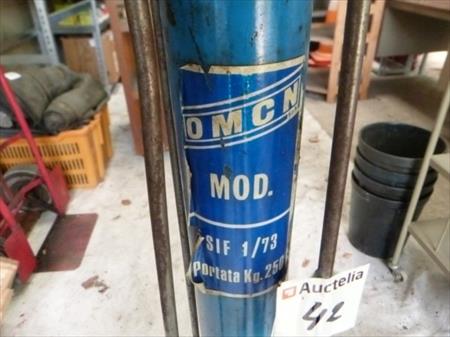 OMCN
MOD.
SIF 1/73
Portata Kg. 250
Auctelia
42